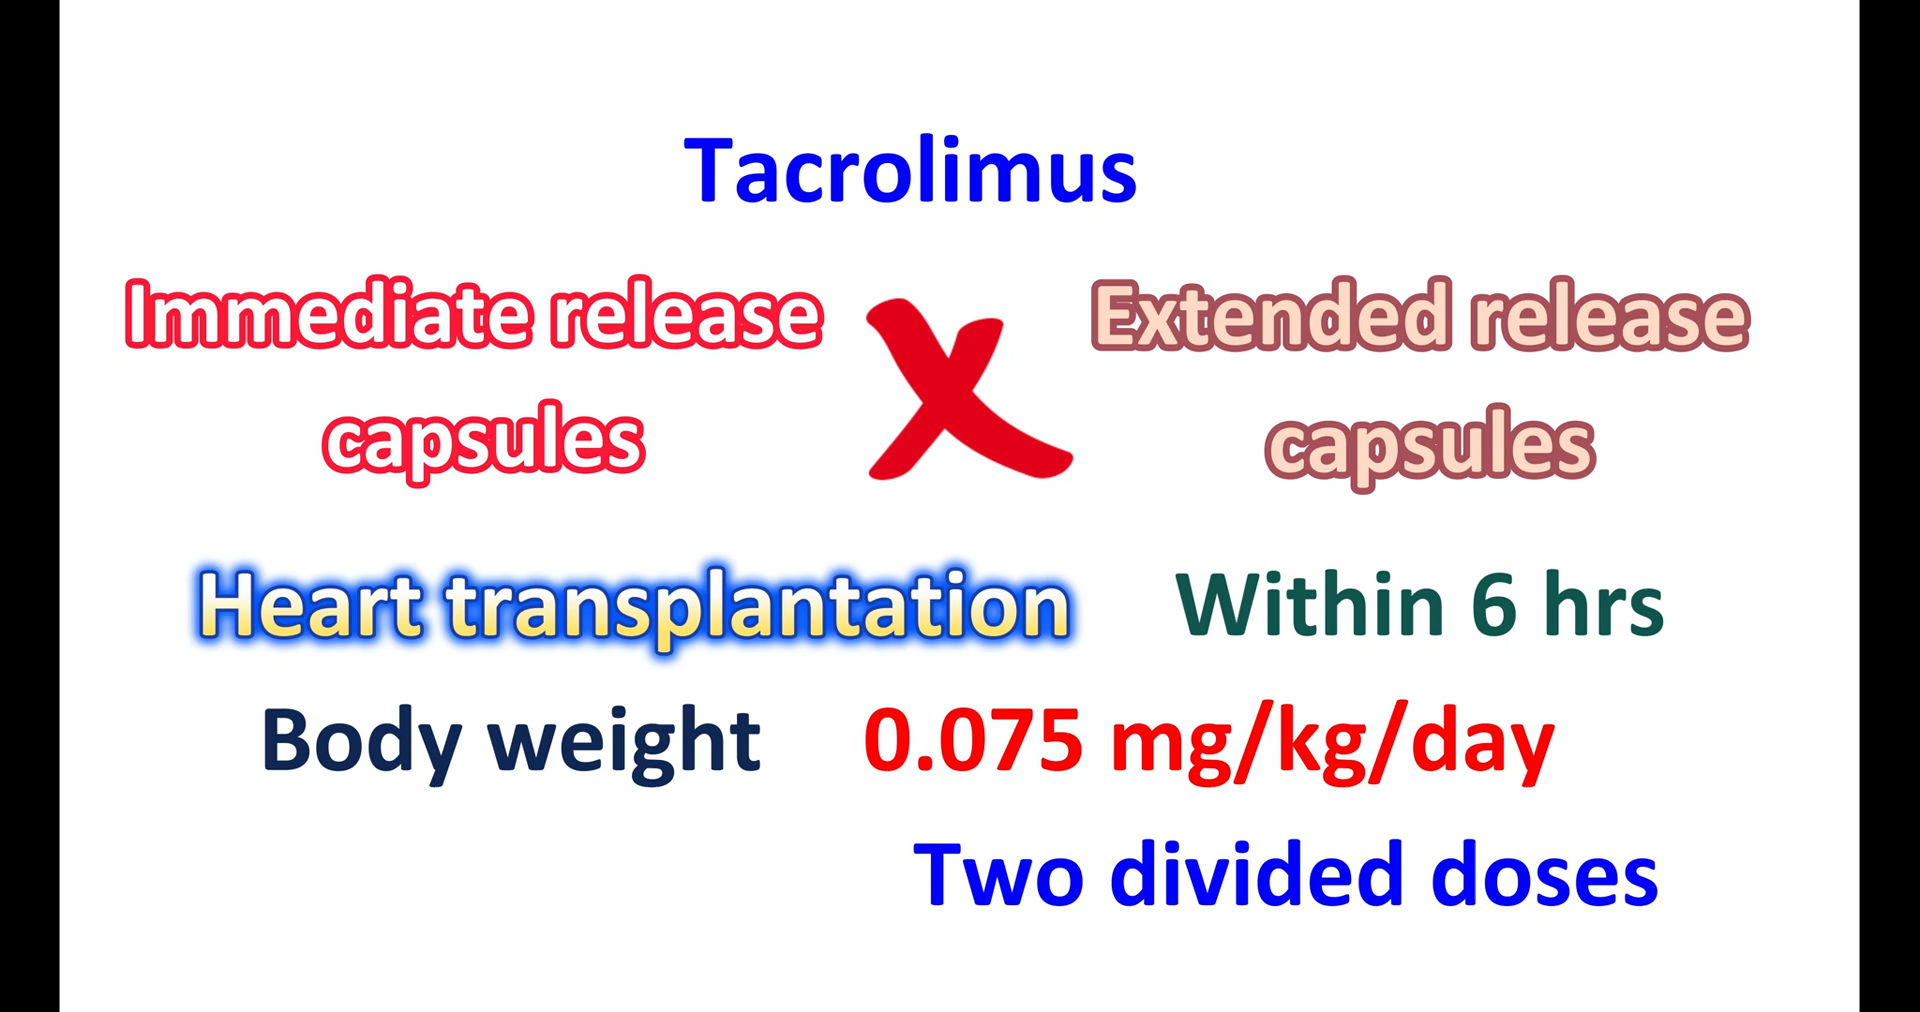 Tacrolimus
Immediate release Extended release
capsules capsules
Heart transplantation Within 6 hrs
Body weight 0.075 mg/kg/day
Two divided doses